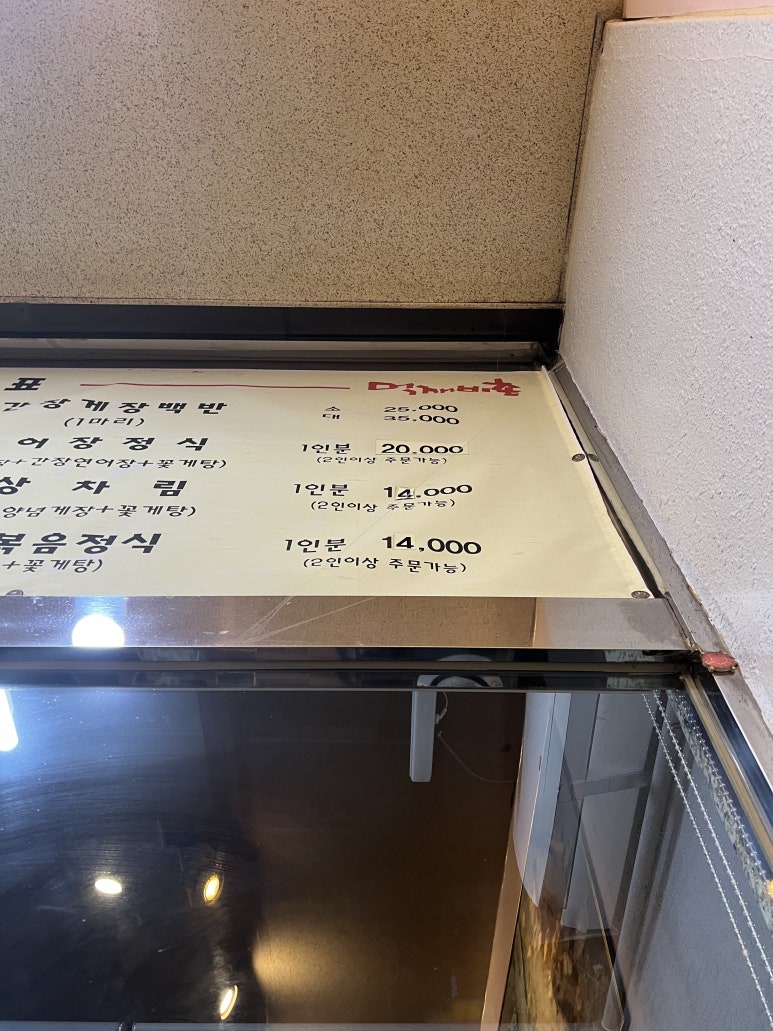 표 먹재비촌
간장게장백반 소 25,000
(1마리) 대 35,000
어장정식 1인분 20,000
장+간장연어장+꽃게탕) (2인이상 주문가능)
상차림 1인분 14,000
양념게장+꽃게탕) (2인이상 주문가능)
볶음정식 1인분 14,000
+꽃게탕) (2인이상 주문가능)